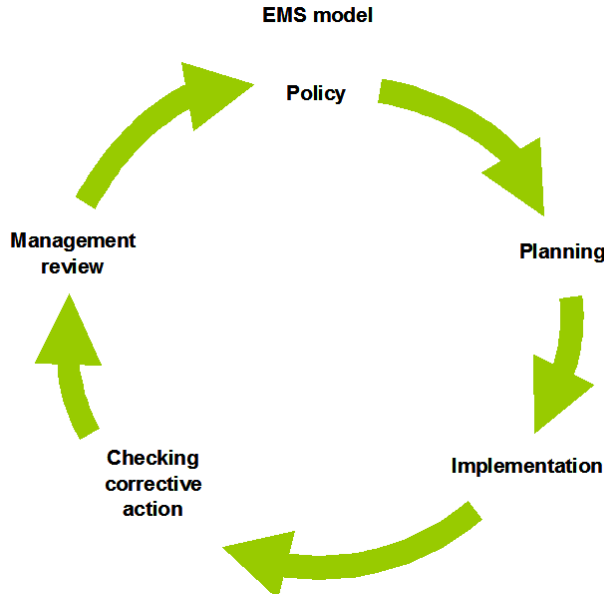 EMS model
Policy
Planning
Implementation
Checking
corrective
action
Management
review